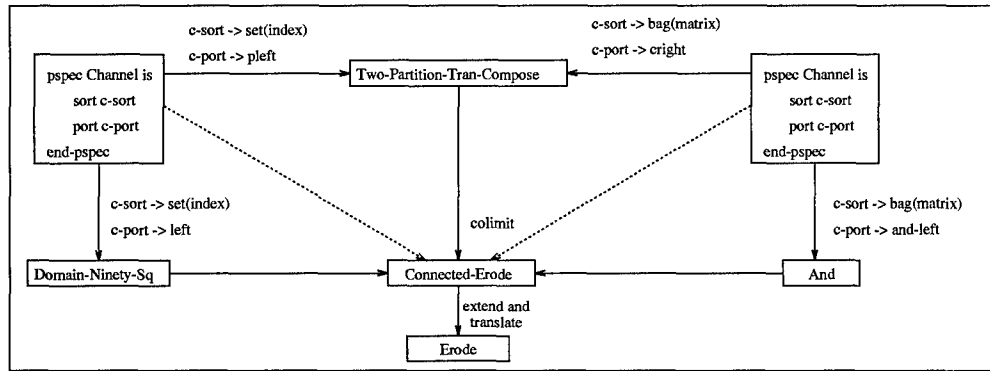 c-sort -> set(index)
c-port -> pleft
c-sort -> bag(matrix)
c-port -> cright
pspec Channel is
sort c-sort
port c-port
end-pspec
Two-Partition-Tran-Compose
pspec Channel is
sort c-sort
port c-port
end-pspec
c-sort -> set(index)
c-port -> left
colimit
c-sort -> bag(matrix)
c-port -> and-left
Domain-Ninety-Sq
Connected-Erode
And
extend and
translate
Erode